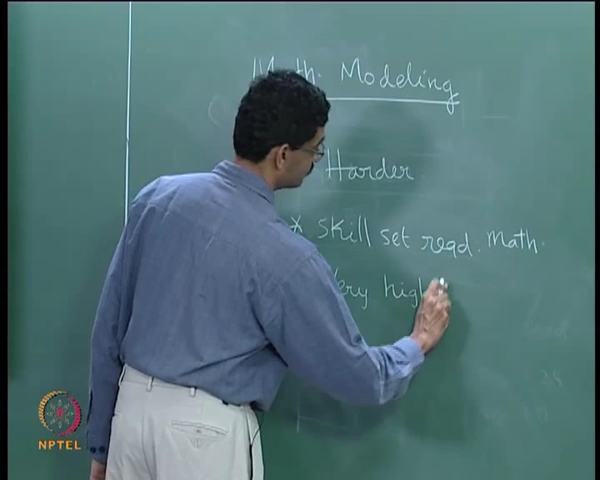 Math. Modeling
Harder
* Skill set reqd. Math.
Very high
NPTEL